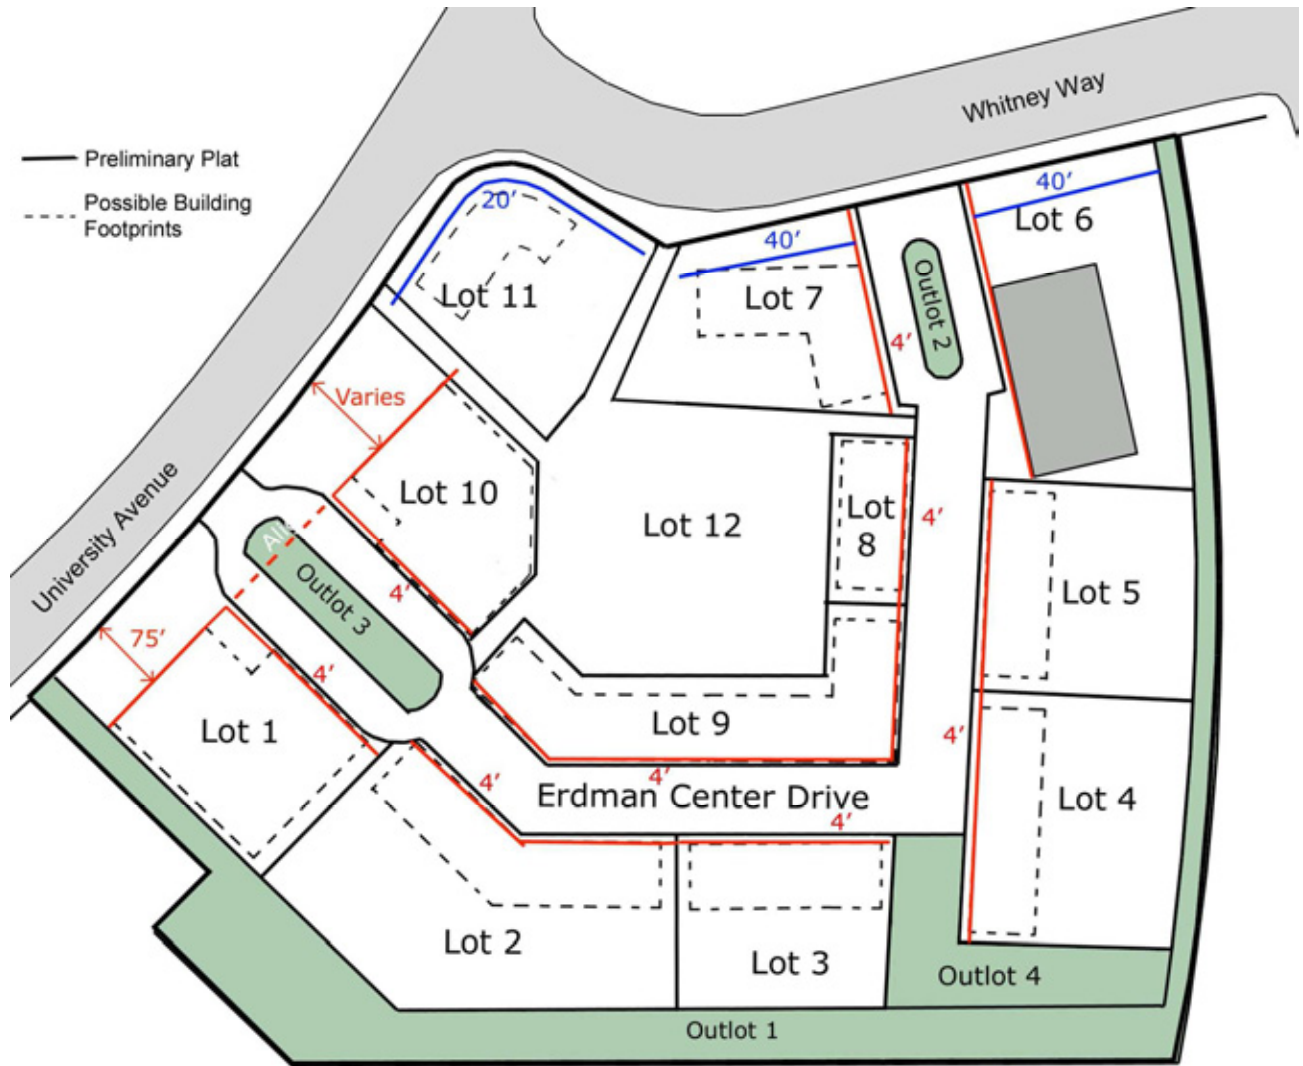 Whitney Way
Preliminary Plat
Possible Building
Footprints
20’
40’
40’
Lot 6
Lot 11
Lot 7
Outlot 2
4’
Varies
Lot 10
Lot 12
Lot
8
4’
University Avenue
All
Outlot 3
4’
Lot 5
75’
4’
Lot 1
Lot 9
4’
4’
4’
Erdman Center Drive
4’
Lot 4
Lot 2
Lot 3
Outlot 4
Outlot 1